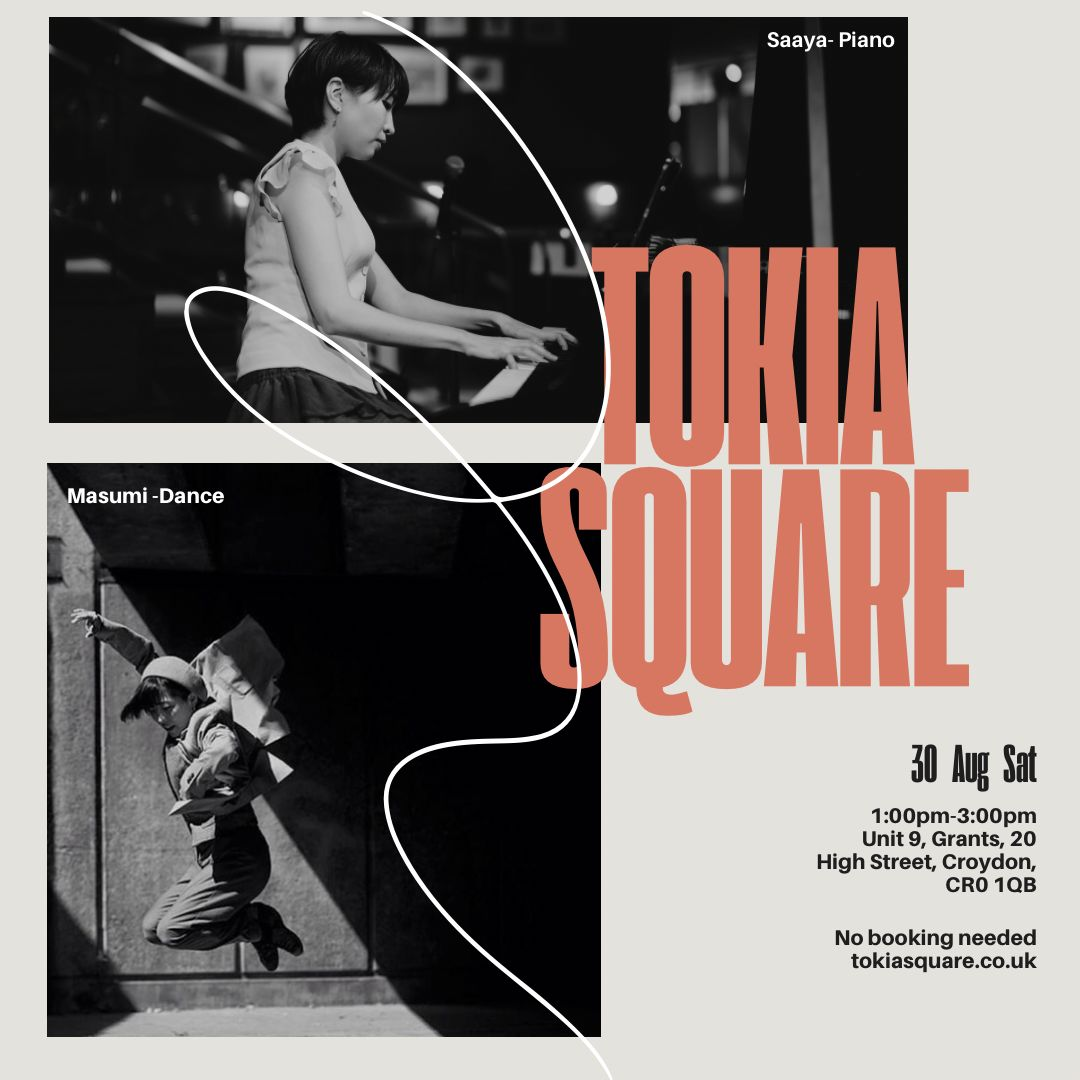 Saaya- Piano
TOKIA
SQUARE
Masumi -Dance
30 Aug Sat
1:00pm-3:00pm
Unit 9, Grants, 20
High Street, Croydon,
CR0 1QB
No booking needed
tokiasquare.co.uk